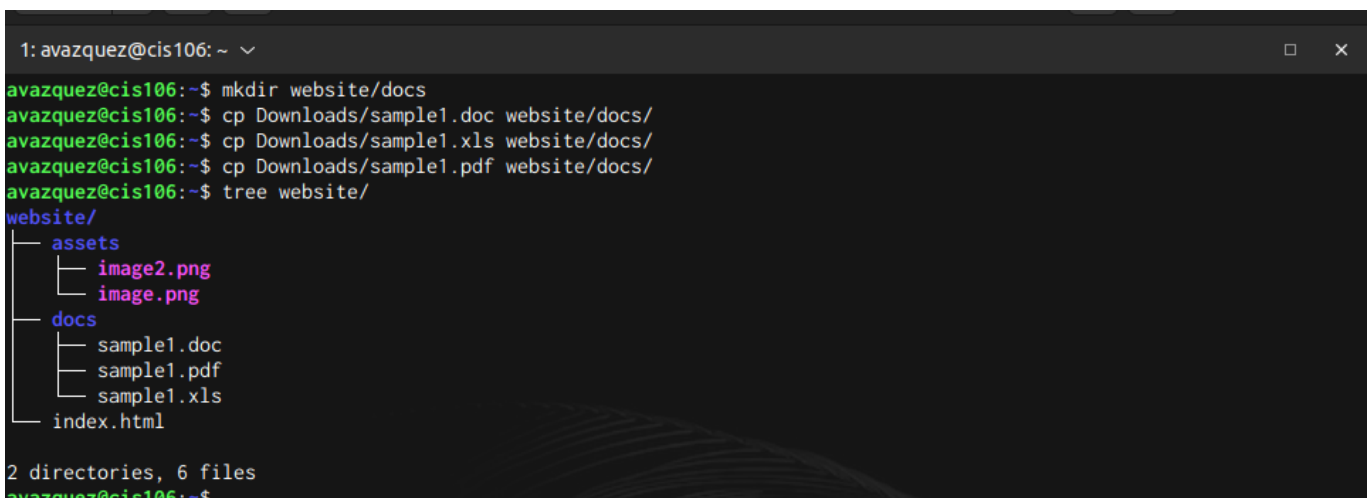 1: avazquez@cis106: ~
avazquez@cis106:~$ mkdir website/docs
avazquez@cis106:~$ cp Downloads/sample1.doc website/docs/
avazquez@cis106:~$ cp Downloads/sample1.xls website/docs/
avazquez@cis106:~$ cp Downloads/sample1.pdf website/docs/
avazquez@cis106:~$ tree website/
website/
├── assets
│   ├── image2.png
│   └── image.png
├── docs
│   ├── sample1.doc
│   ├── sample1.pdf
│   └── sample1.xls
└── index.html
2 directories, 6 files
avazquez@cis106:~$